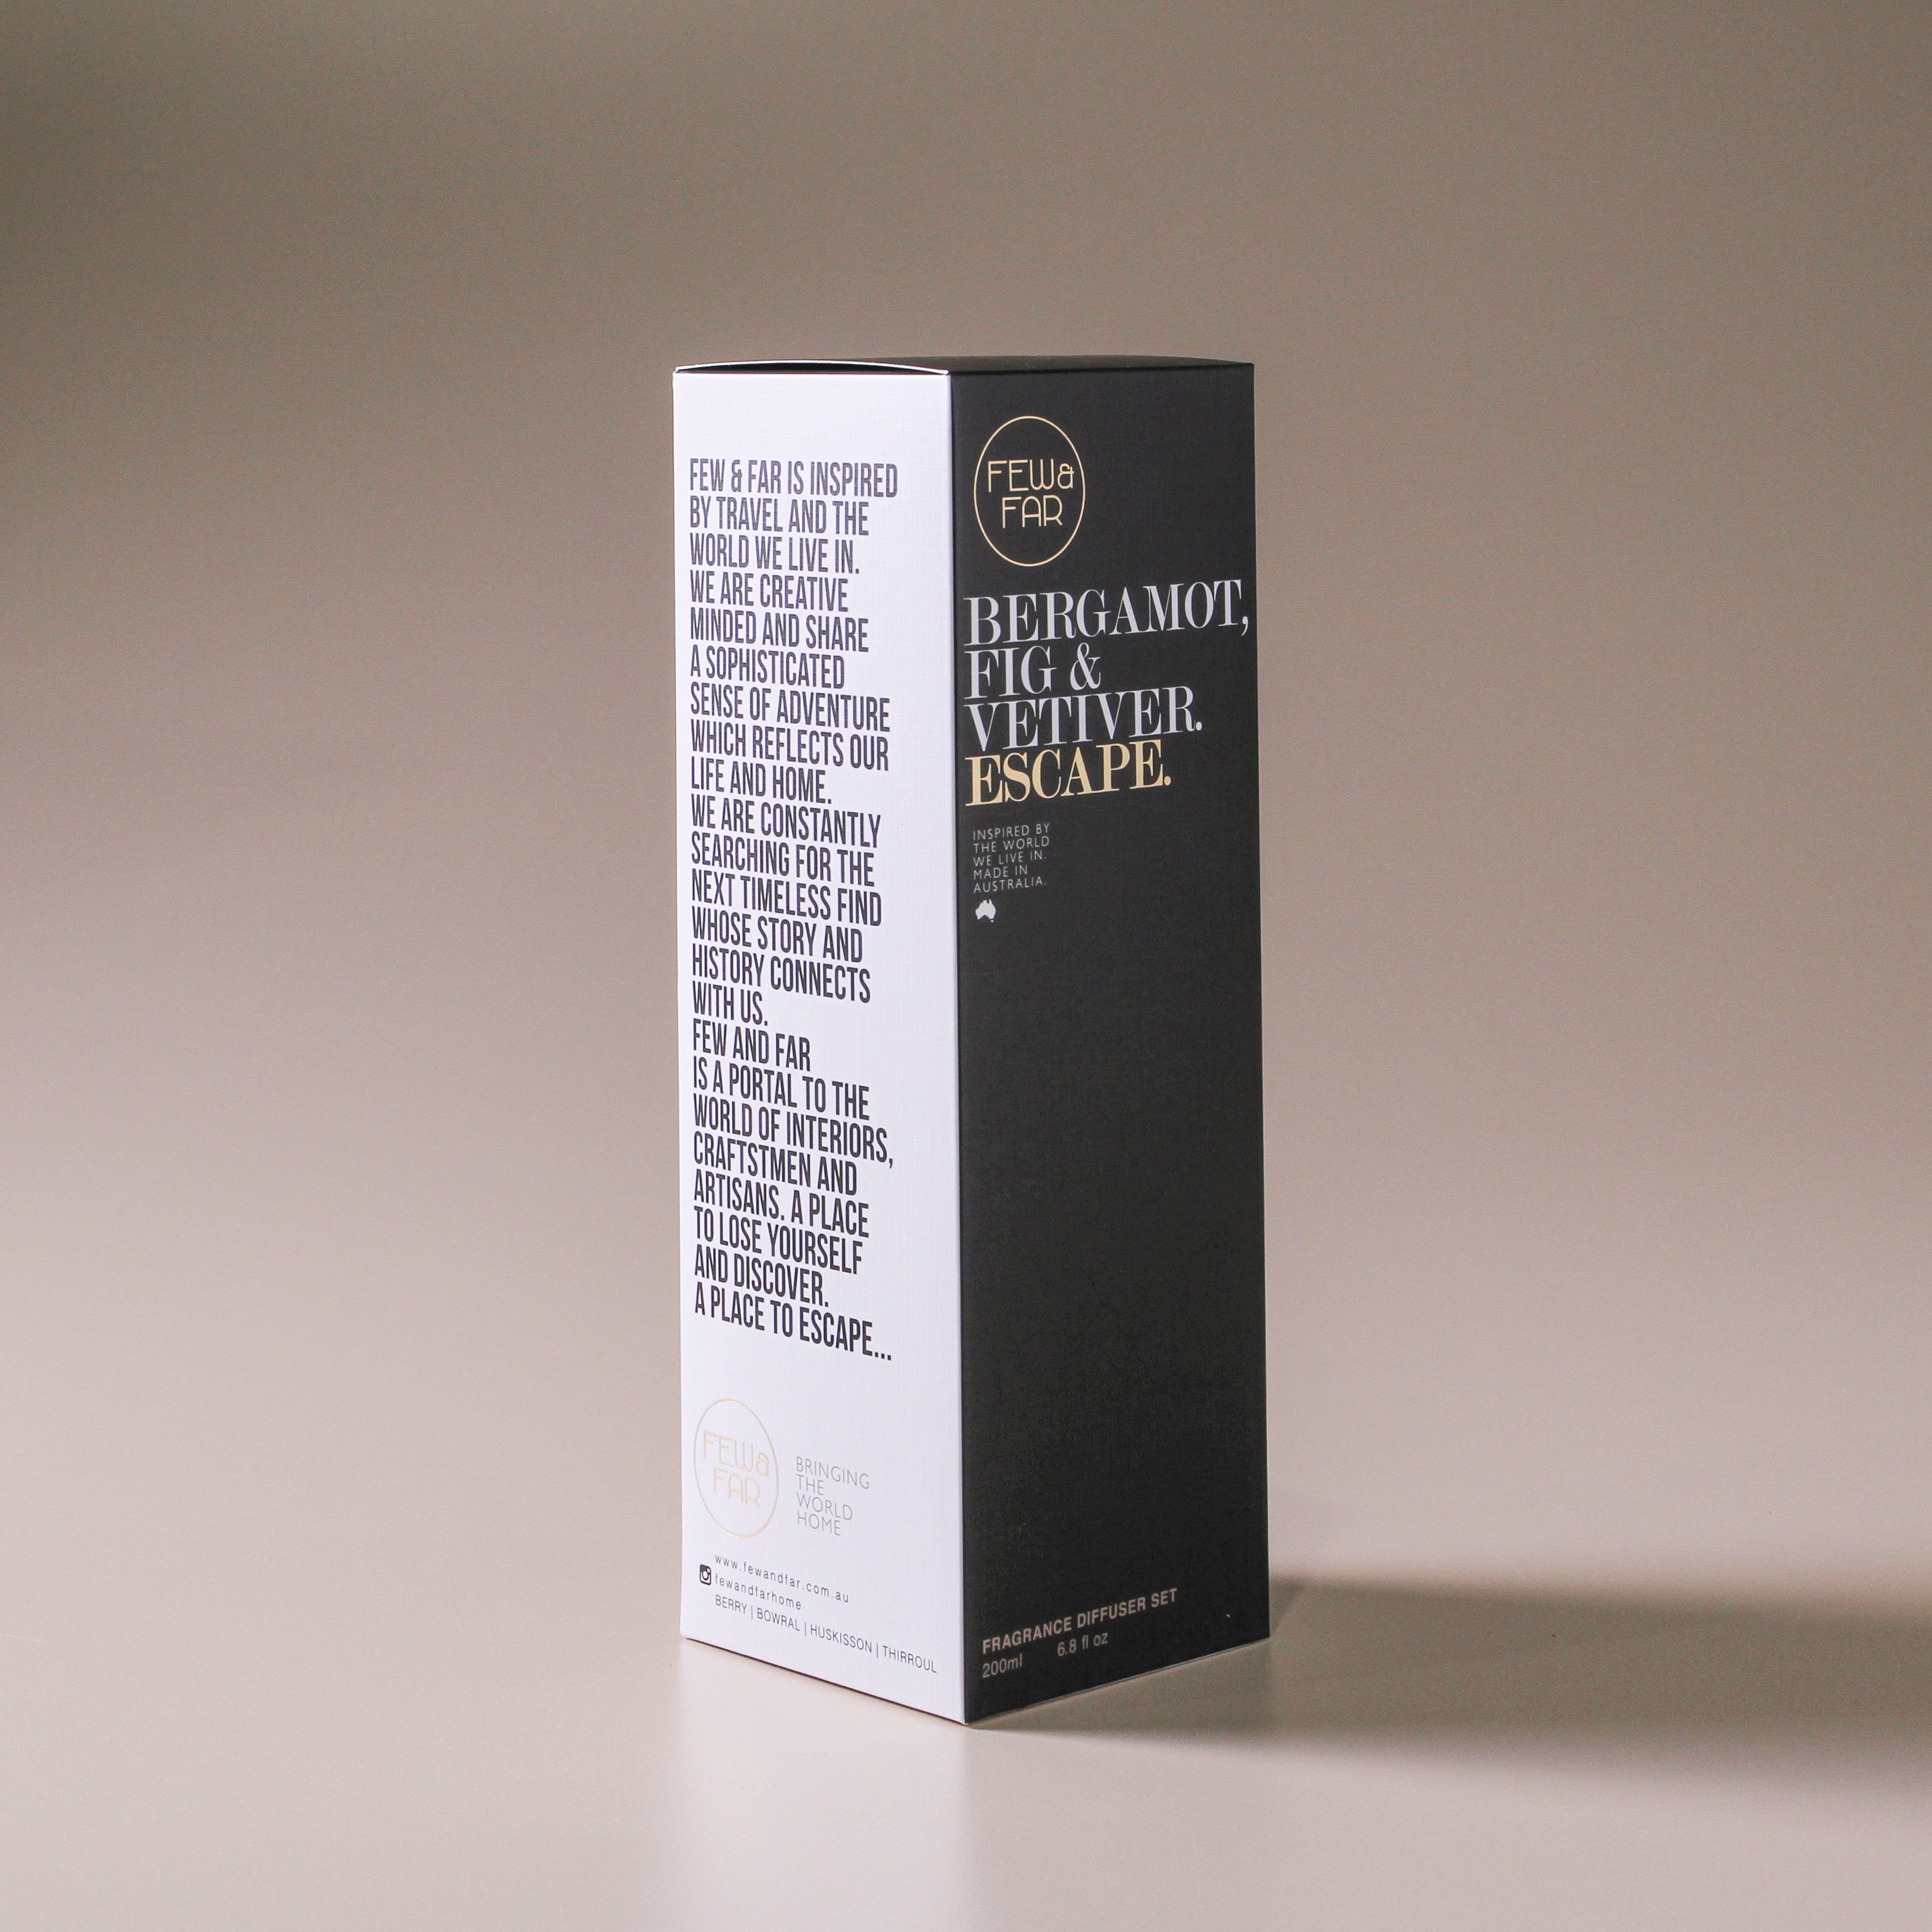 FEW & FAR IS INSPIRED
BY TRAVEL AND THE
WORLD WE LIVE IN.
WE ARE CREATIVE
MINDED AND SHARE
A SOPHISTICATED
SENSE OF ADVENTURE
WHICH REFLECTS OUR
LIFE AND HOME.
WE ARE CONSTANTLY
SEARCHING FOR THE
NEXT TIMELESS FIND
WHOSE STORY AND
HISTORY CONNECTS
WITH US.
FEW AND FAR
IS A PORTAL TO THE
WORLD OF INTERIORS,
CRAFTSTMEN AND
ARTISANS. A PLACE
TO LOSE YOURSELF
AND DISCOVER.
A PLACE TO ESCAPE...
FEW&
FAR
BRINGING
THE
WORLD
HOME
www.fewandfar.com.au
fewandfarhome
BERRY | BOWRAL | HUSKISSON | THIRROUL
FEW&
FAR
BERGAMOT,
FIG &
VETIVER.
ESCAPE.
INSPIRED BY
THE WORLD
WE LIVE IN.
MADE IN
AUSTRALIA.
FRAGRANCE DIFFUSER SET
200ml 6.8 fl oz